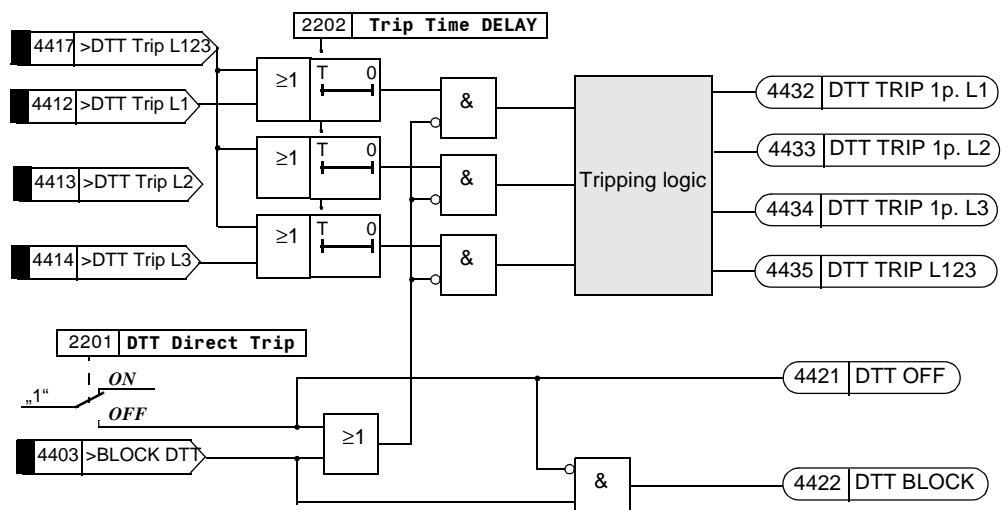 2202 Trip Time DELAY
4417 >DTT Trip L123
≥1 T 0
&
4432 DTT TRIP 1p. L1
4412 >DTT Trip L1
4433 DTT TRIP 1p. L2
≥1 T 0
&
Tripping logic
4413 >DTT Trip L2
4434 DTT TRIP 1p. L3
≥1 T 0
&
4414 >DTT Trip L3
4435 DTT TRIP L123
2201 DTT Direct Trip
ON
„1“
OFF
4421 DTT OFF
≥1
4403 >BLOCK DTT
&
4422 DTT BLOCK